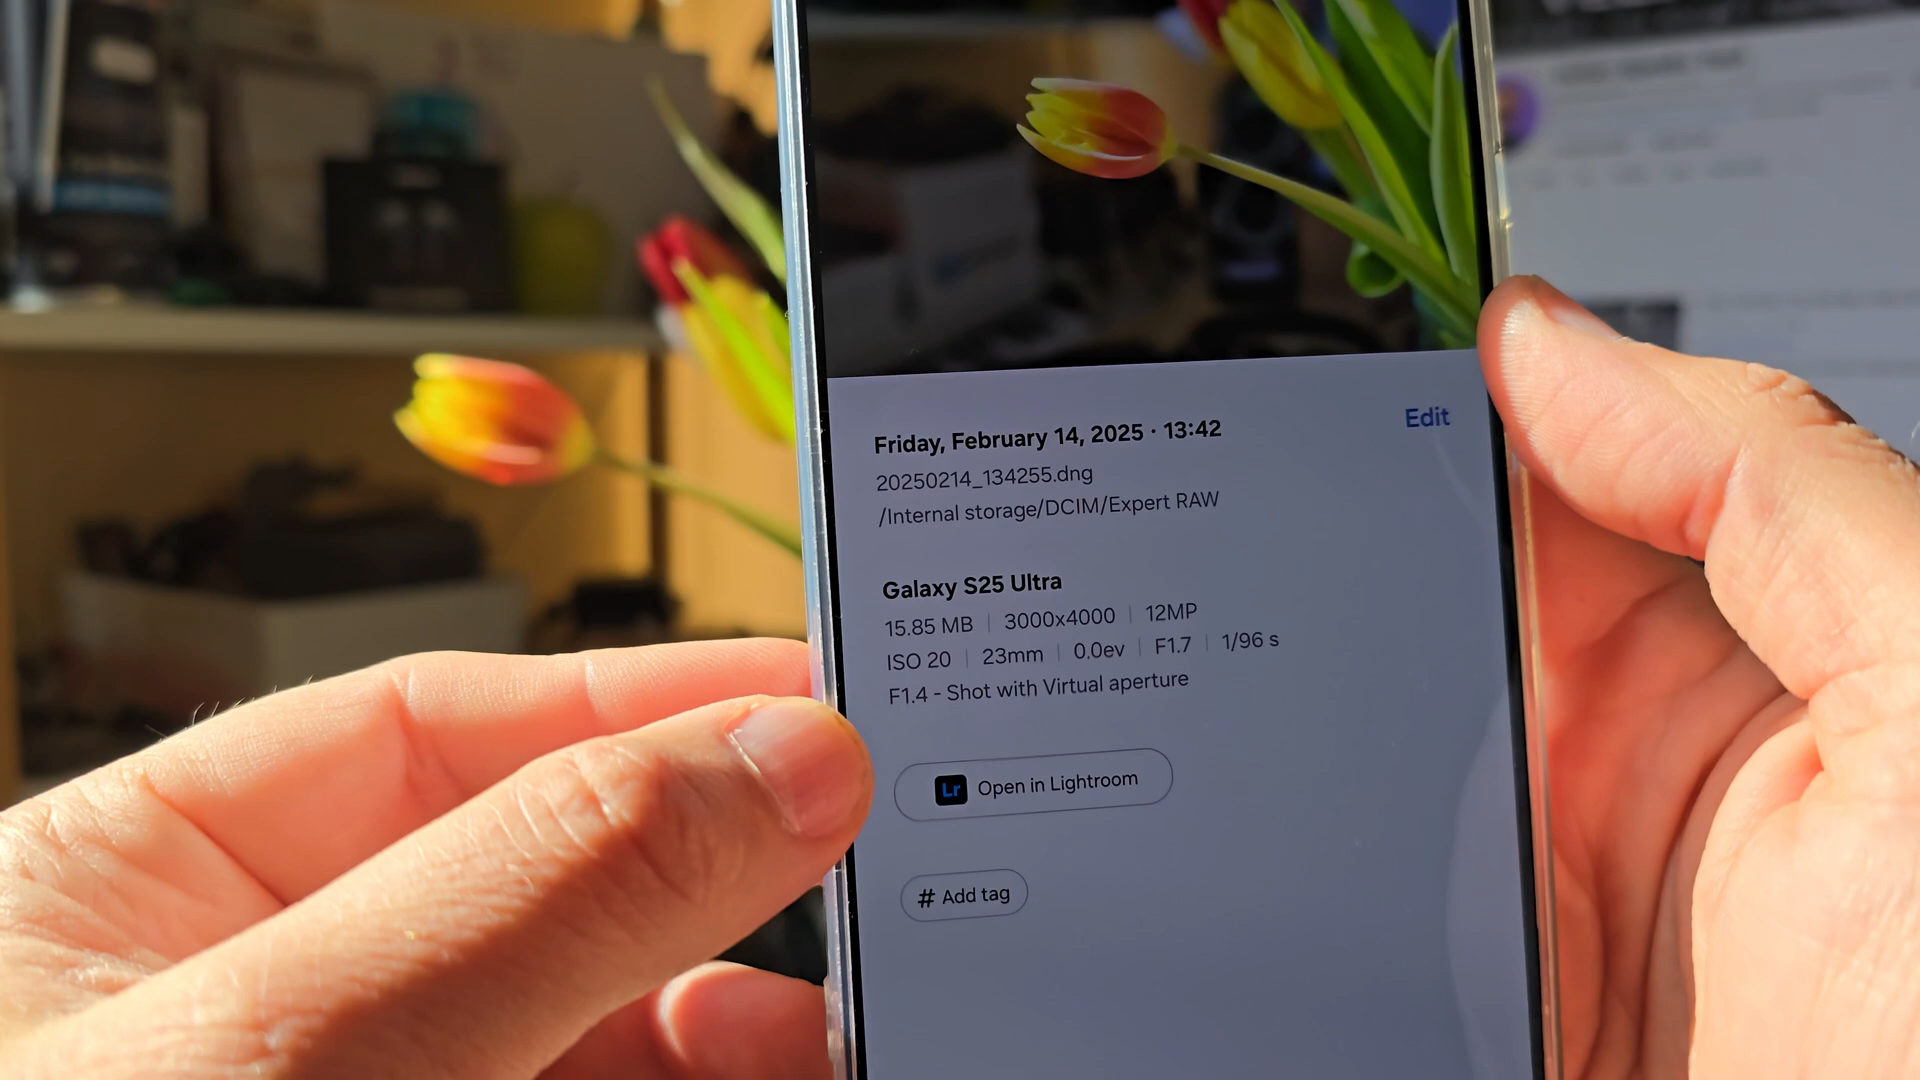 Friday, February 14, 2025 · 13:42 Edit
20250214_134255.dng
/Internal storage/DCIM/Expert RAW
Galaxy S25 Ultra
15.85 MB | 3000x4000 | 12MP
ISO 20 | 23mm | 0.0ev | F1.7 | 1/96 s
F1.4 - Shot with Virtual aperture
Lr Open in Lightroom
# Add tag